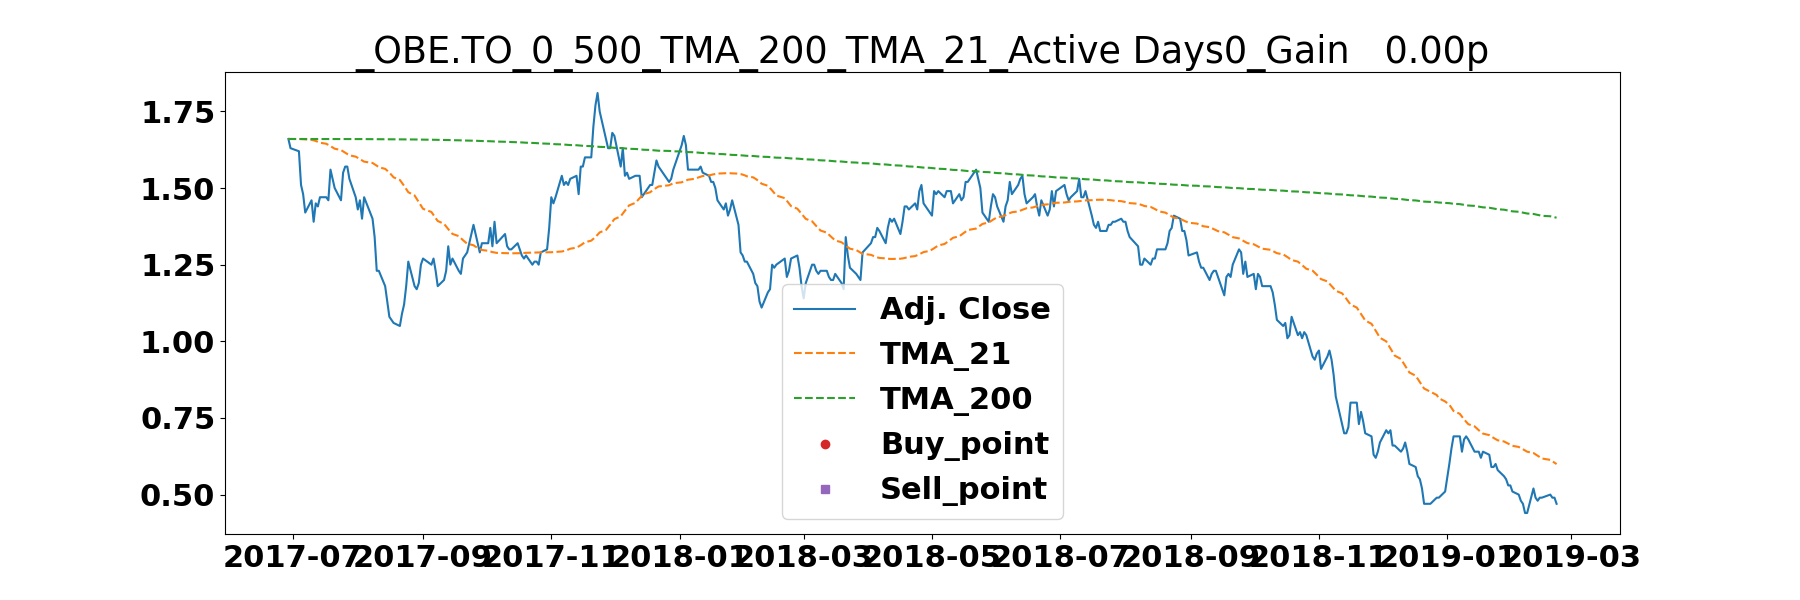 _OBE.TO_0_500_TMA_200_TMA_21_Active Days0_Gain   0.00p
1.75
1.50
1.25
1.00
0.75
0.50
Adj. Close
TMA_21
TMA_200
Buy_point
Sell_point
2017-07 2017-09 2017-11 2018-01 2018-03 2018-05 2018-07 2018-09 2018-11 2019-01 2019-03